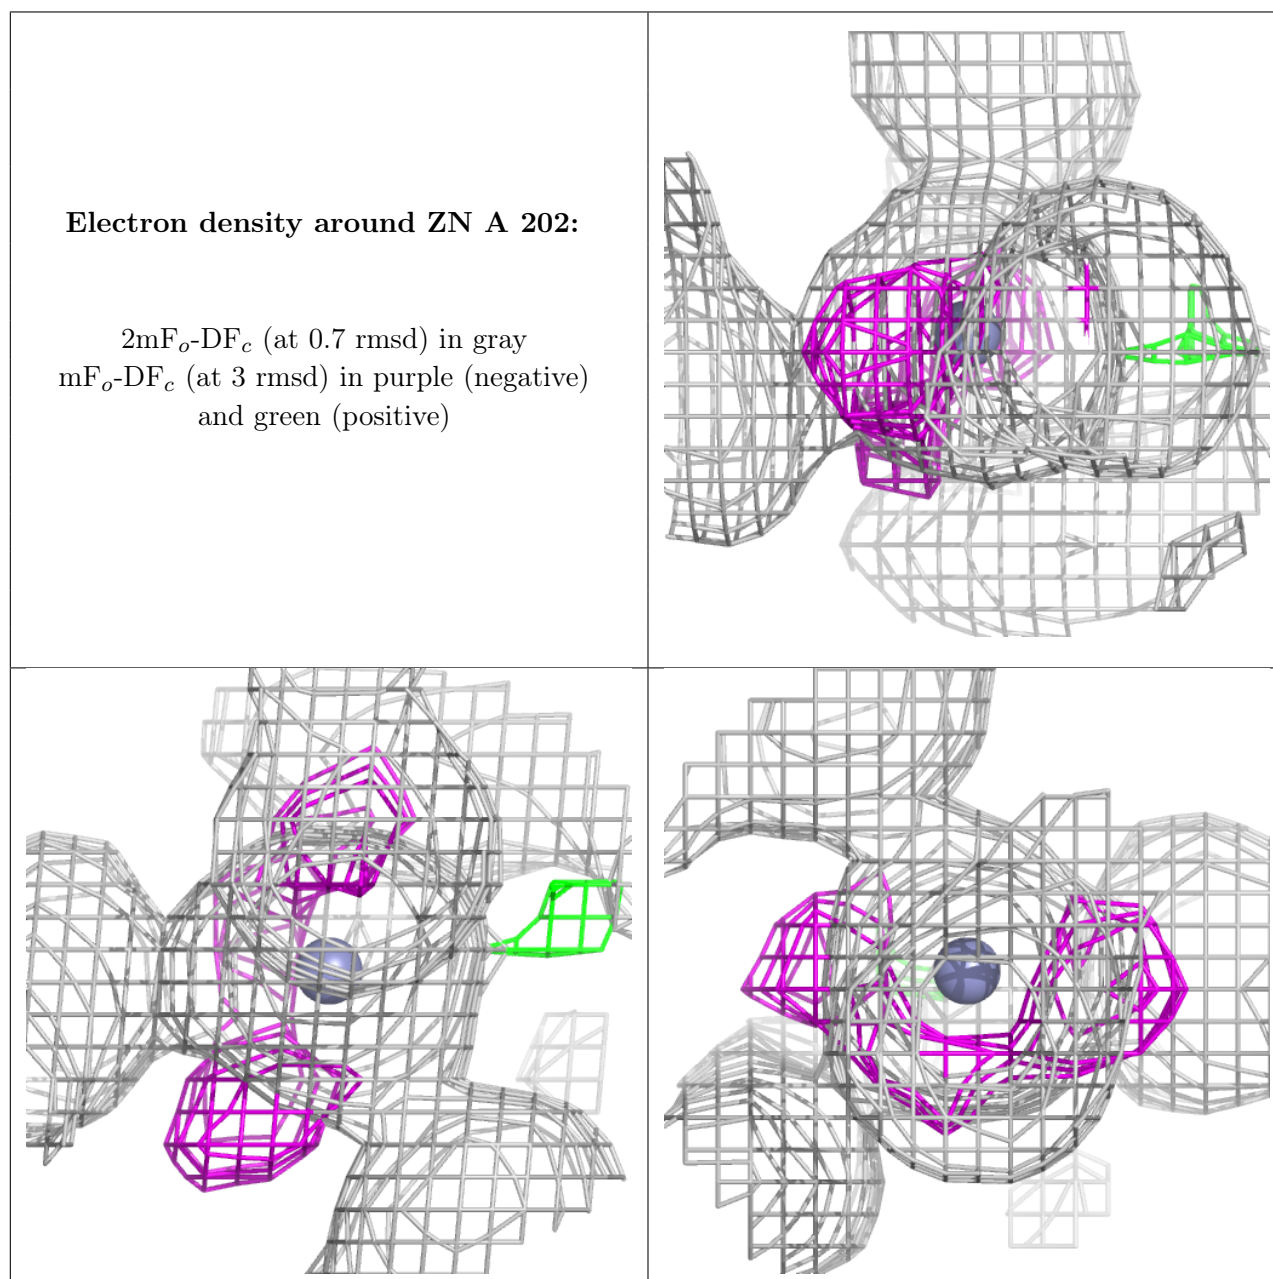 Electron density around ZN A 202:
2mFo-DFc (at 0.7 rmsd) in gray
mFo-DFc (at 3 rmsd) in purple (negative)
and green (positive)